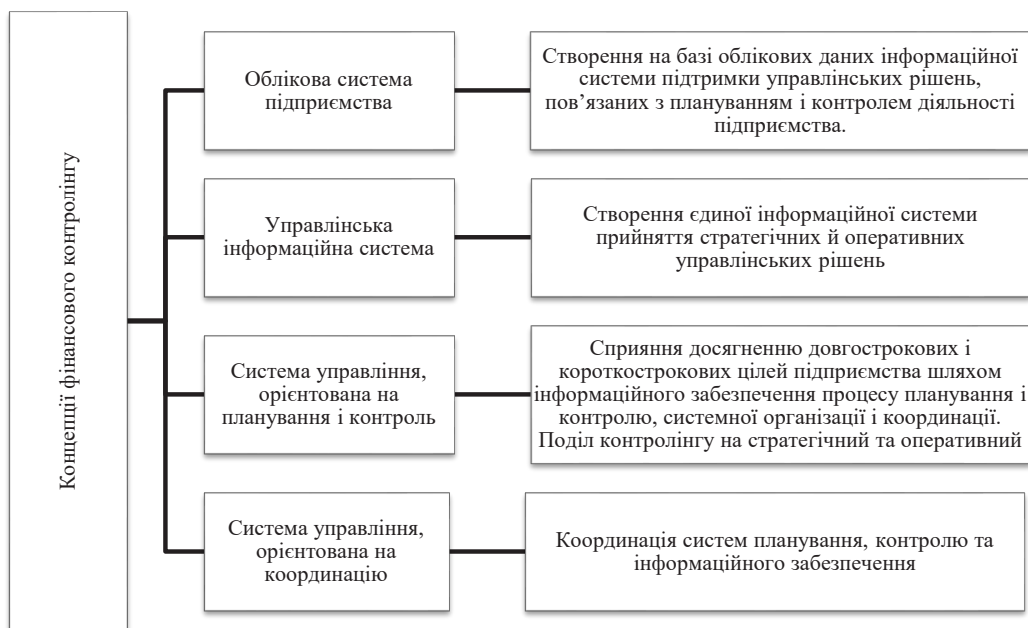 Концепції фінансового контролінгу
Облікова система
підприємства
Створення на базі облікових даних інформаційної
системи підтримки управлінських рішень,
пов’язаних з плануванням і контролем діяльності
підприємства.
Управлінська
інформаційна система
Створення єдиної інформаційної системи
прийняття стратегічних й оперативних
управлінських рішень
Система управління,
орієнтована на
планування і контроль
Сприяння досягненню довгострокових і
короткострокових цілей підприємства шляхом
інформаційного забезпечення процесу планування і
контролю, системної організації і координації.
Поділ контролінгу на стратегічний та оперативний
Система управління,
орієнтована на
координацію
Координація систем планування, контролю та
інформаційного забезпечення